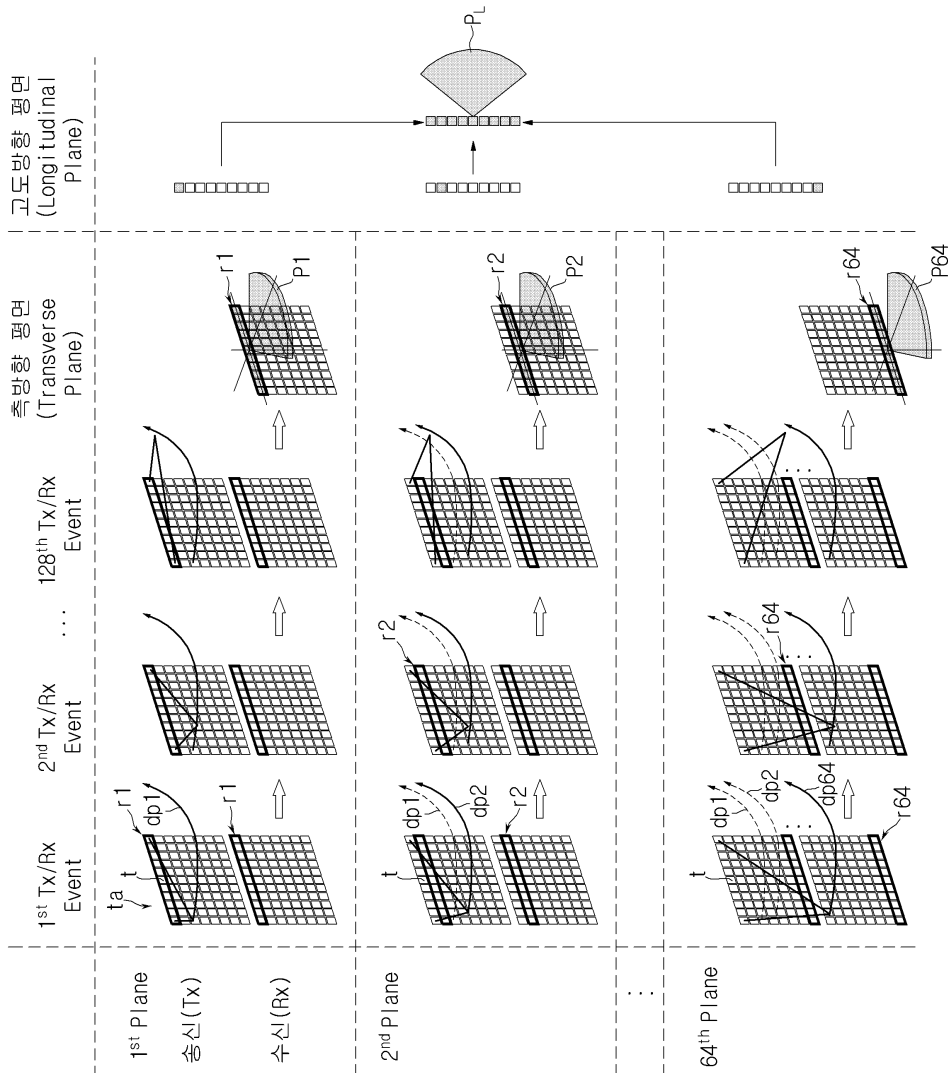 1st Tx/Rx
Event
2nd Tx/Rx
Event
...
128th Tx/Rx
Event
측방향 평면
(Transverse
Plane)
고도방향 평면
(Longitudinal
Plane)
1st Plane
송신(Tx)
수신(Rx)
ta
t
r1
dp1
r1
r1
P1
2nd Plane
t
dp1
dp2
r2
r2
r2
P2
PL
...
64th Plane
t
dp1
dp2
dp64
...
r64
r64
...
...
r64
P64